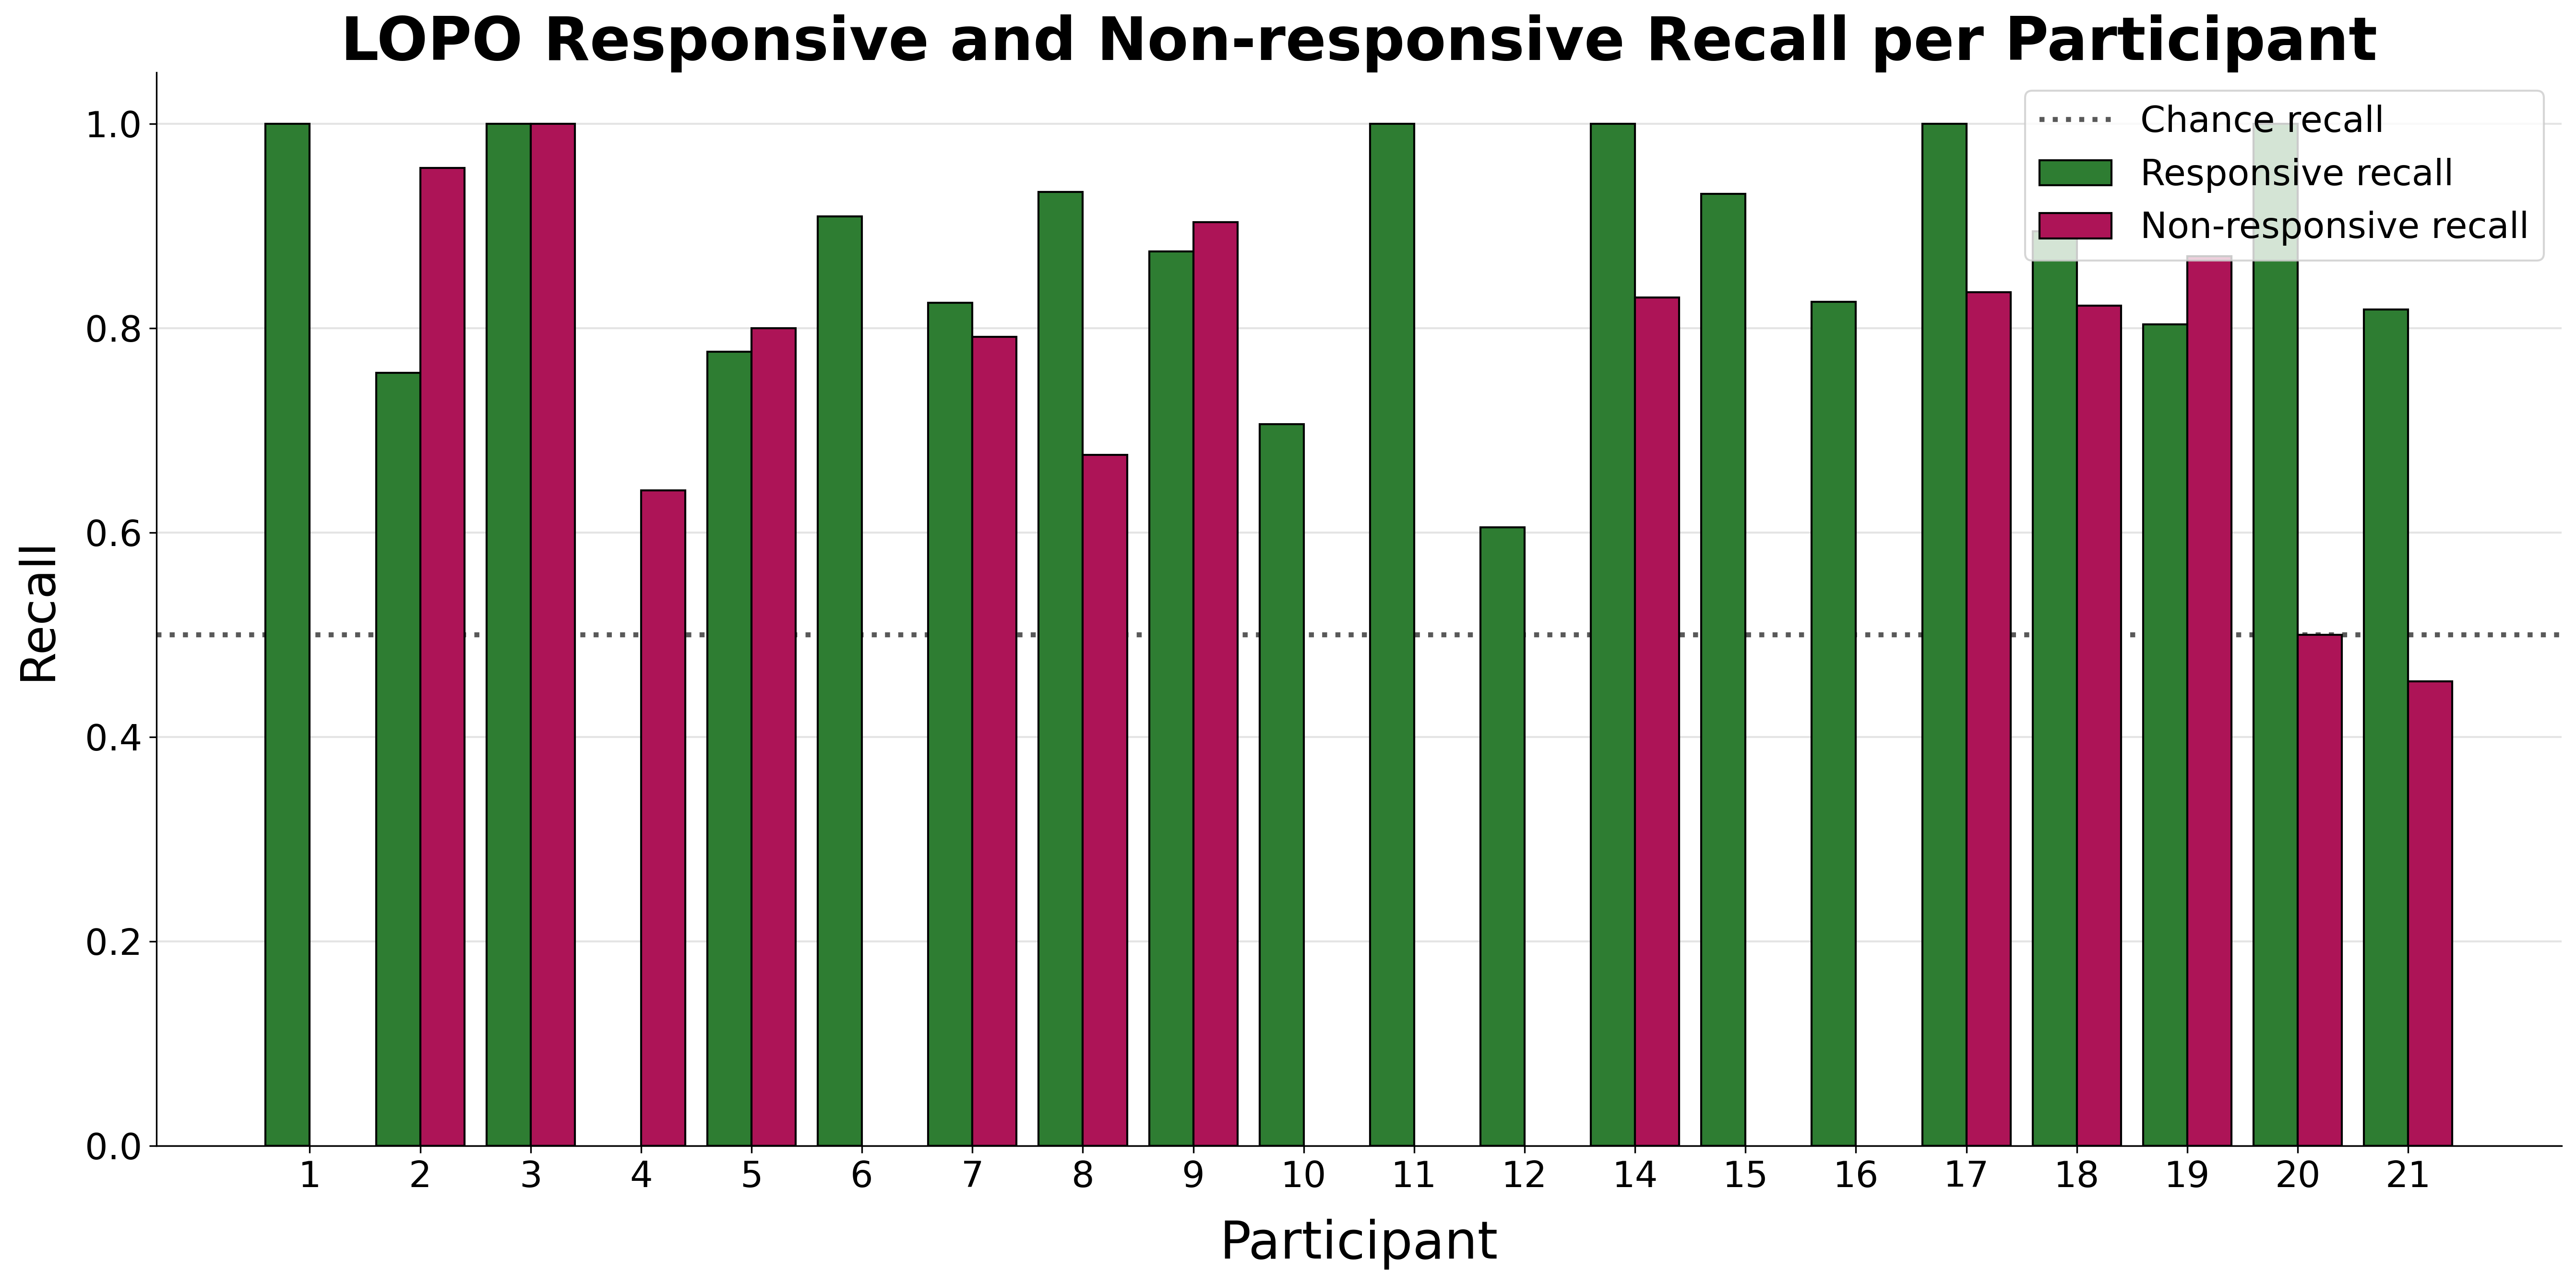 LOPO Responsive and Non-responsive Recall per Participant
Chance recall
Responsive recall
Non-responsive recall
1.0
0.8
0.6
0.4
0.2
0.0
Recall
1 2 3 4 5 6 7 8 9 10 11 12 14 15 16 17 18 19 20 21
Participant